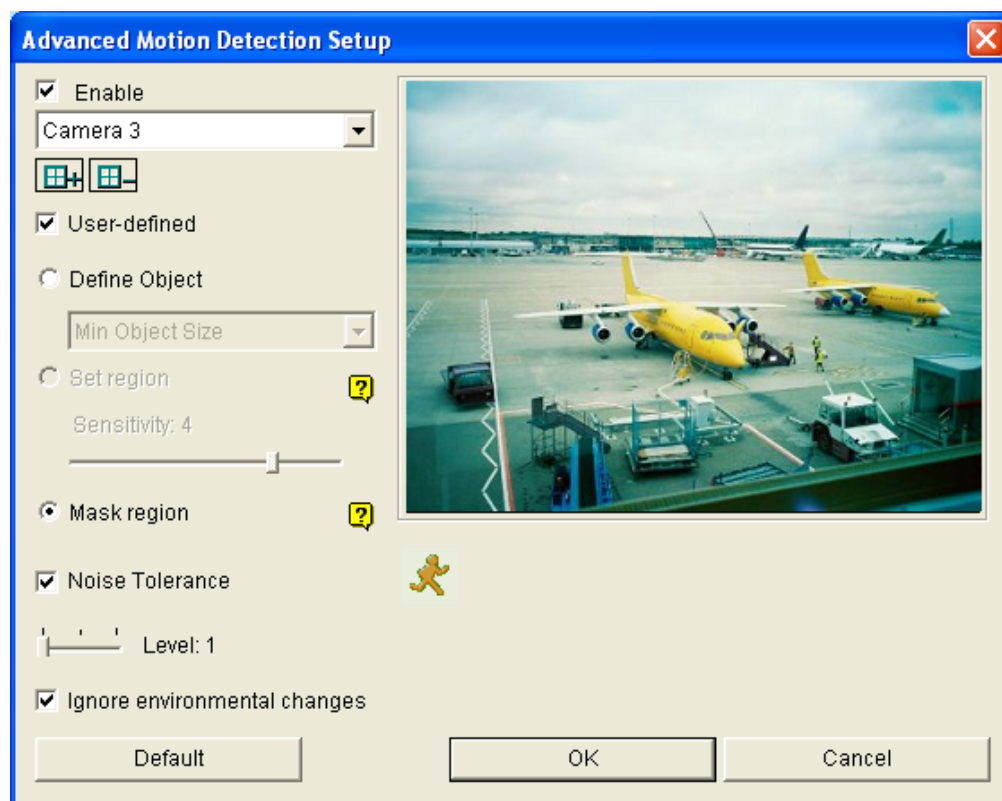 Advanced Motion Detection Setup
Enable
Camera 3
User-defined
Define Object
Min Object Size
Set region
?
Sensitivity: 4
Mask region
?
Noise Tolerance
Level: 1
Ignore environmental changes
Default
OK
Cancel